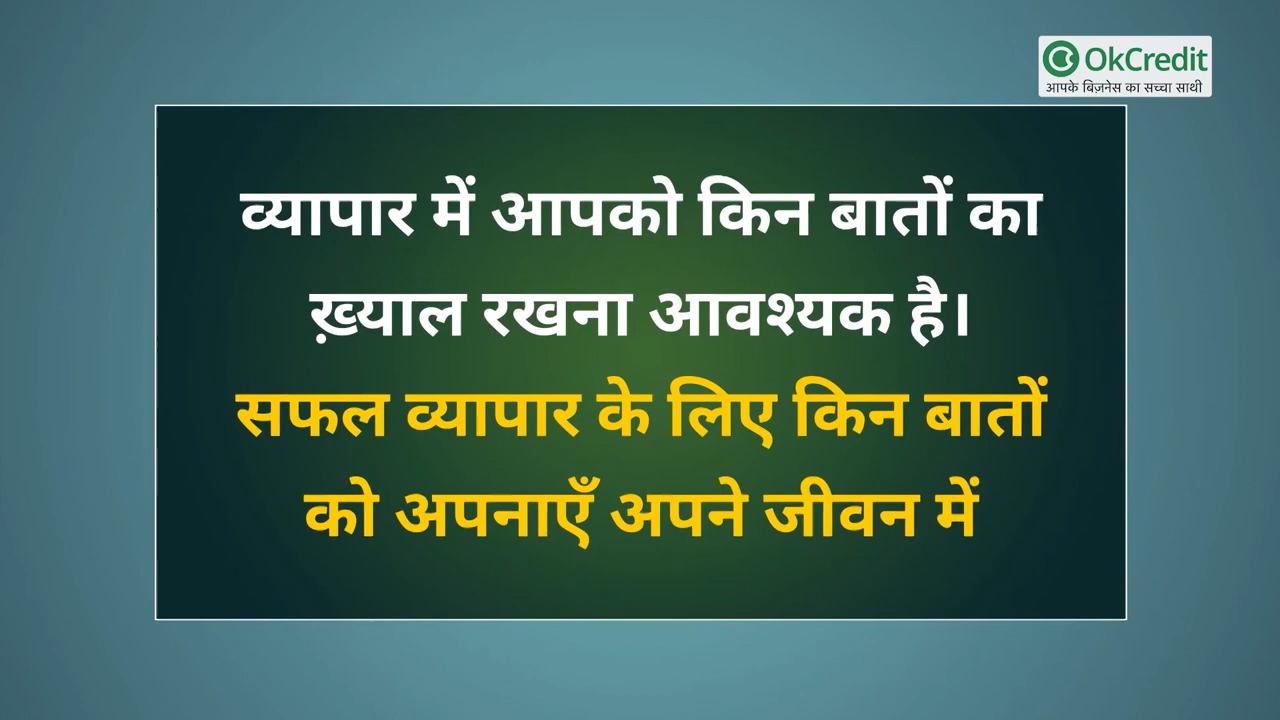 OkCredit
आपके बिज़नेस का सच्चा साथी
व्यापार में आपको किन बातों का
ख़्याल रखना आवश्यक है।
सफल व्यापार के लिए किन बातों
को अपनाएँ अपने जीवन में